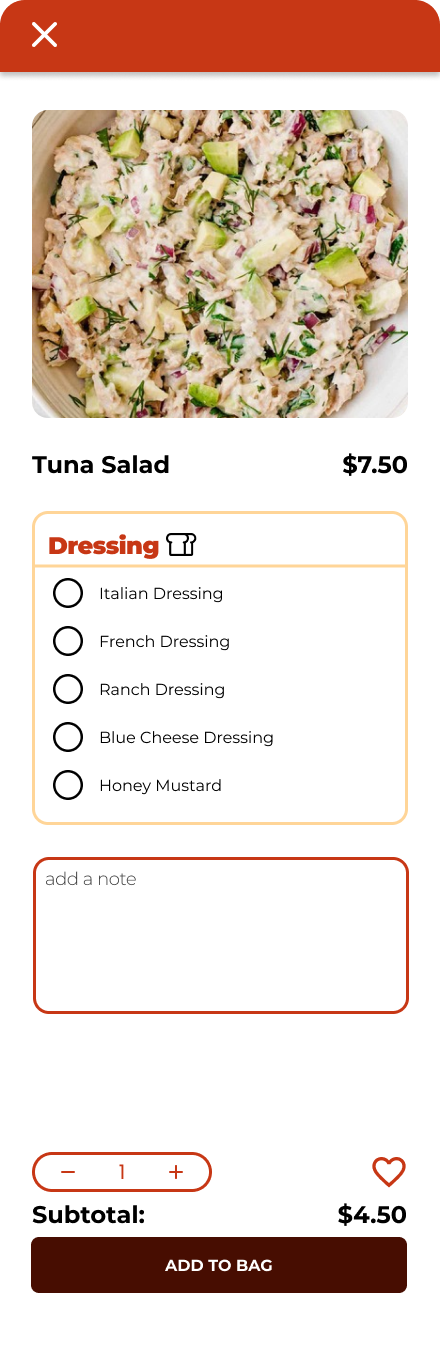 Tuna Salad $7.50
Dressing
Italian Dressing
French Dressing
Ranch Dressing
Blue Cheese Dressing
Honey Mustard
add a note
− 1 +
Subtotal: $4.50
ADD TO BAG